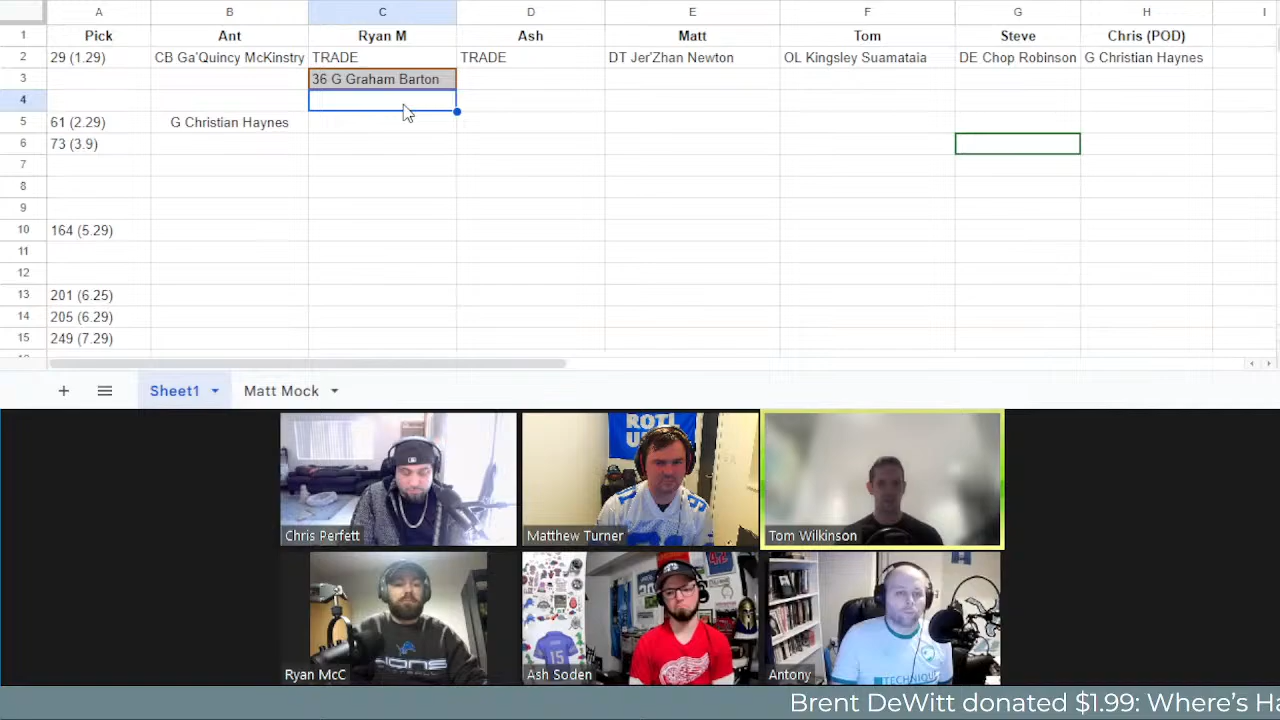 A B C D E F G H I
1 Pick Ant Ryan M Ash Matt Tom Steve Chris (POD)
2 29 (1.29) CB Ga'Quincy McKinstry TRADE TRADE DT Jer'Zhan Newton OL Kingsley Suamataia DE Chop Robinson G Christian Haynes
3 36 G Graham Barton
4
5 61 (2.29) G Christian Haynes
6 73 (3.9)
7
8
9
10 164 (5.29)
11
12
13 201 (6.25)
14 205 (6.29)
15 249 (7.29)
+ Sheet1 Matt Mock
ROTL
Chris Perfett Matthew Turner Tom Wilkinson
15
LIONS
TECHNIQUE
Ryan McC Ash Soden Antony
Brent DeWitt donated $1.99: Where's Ha